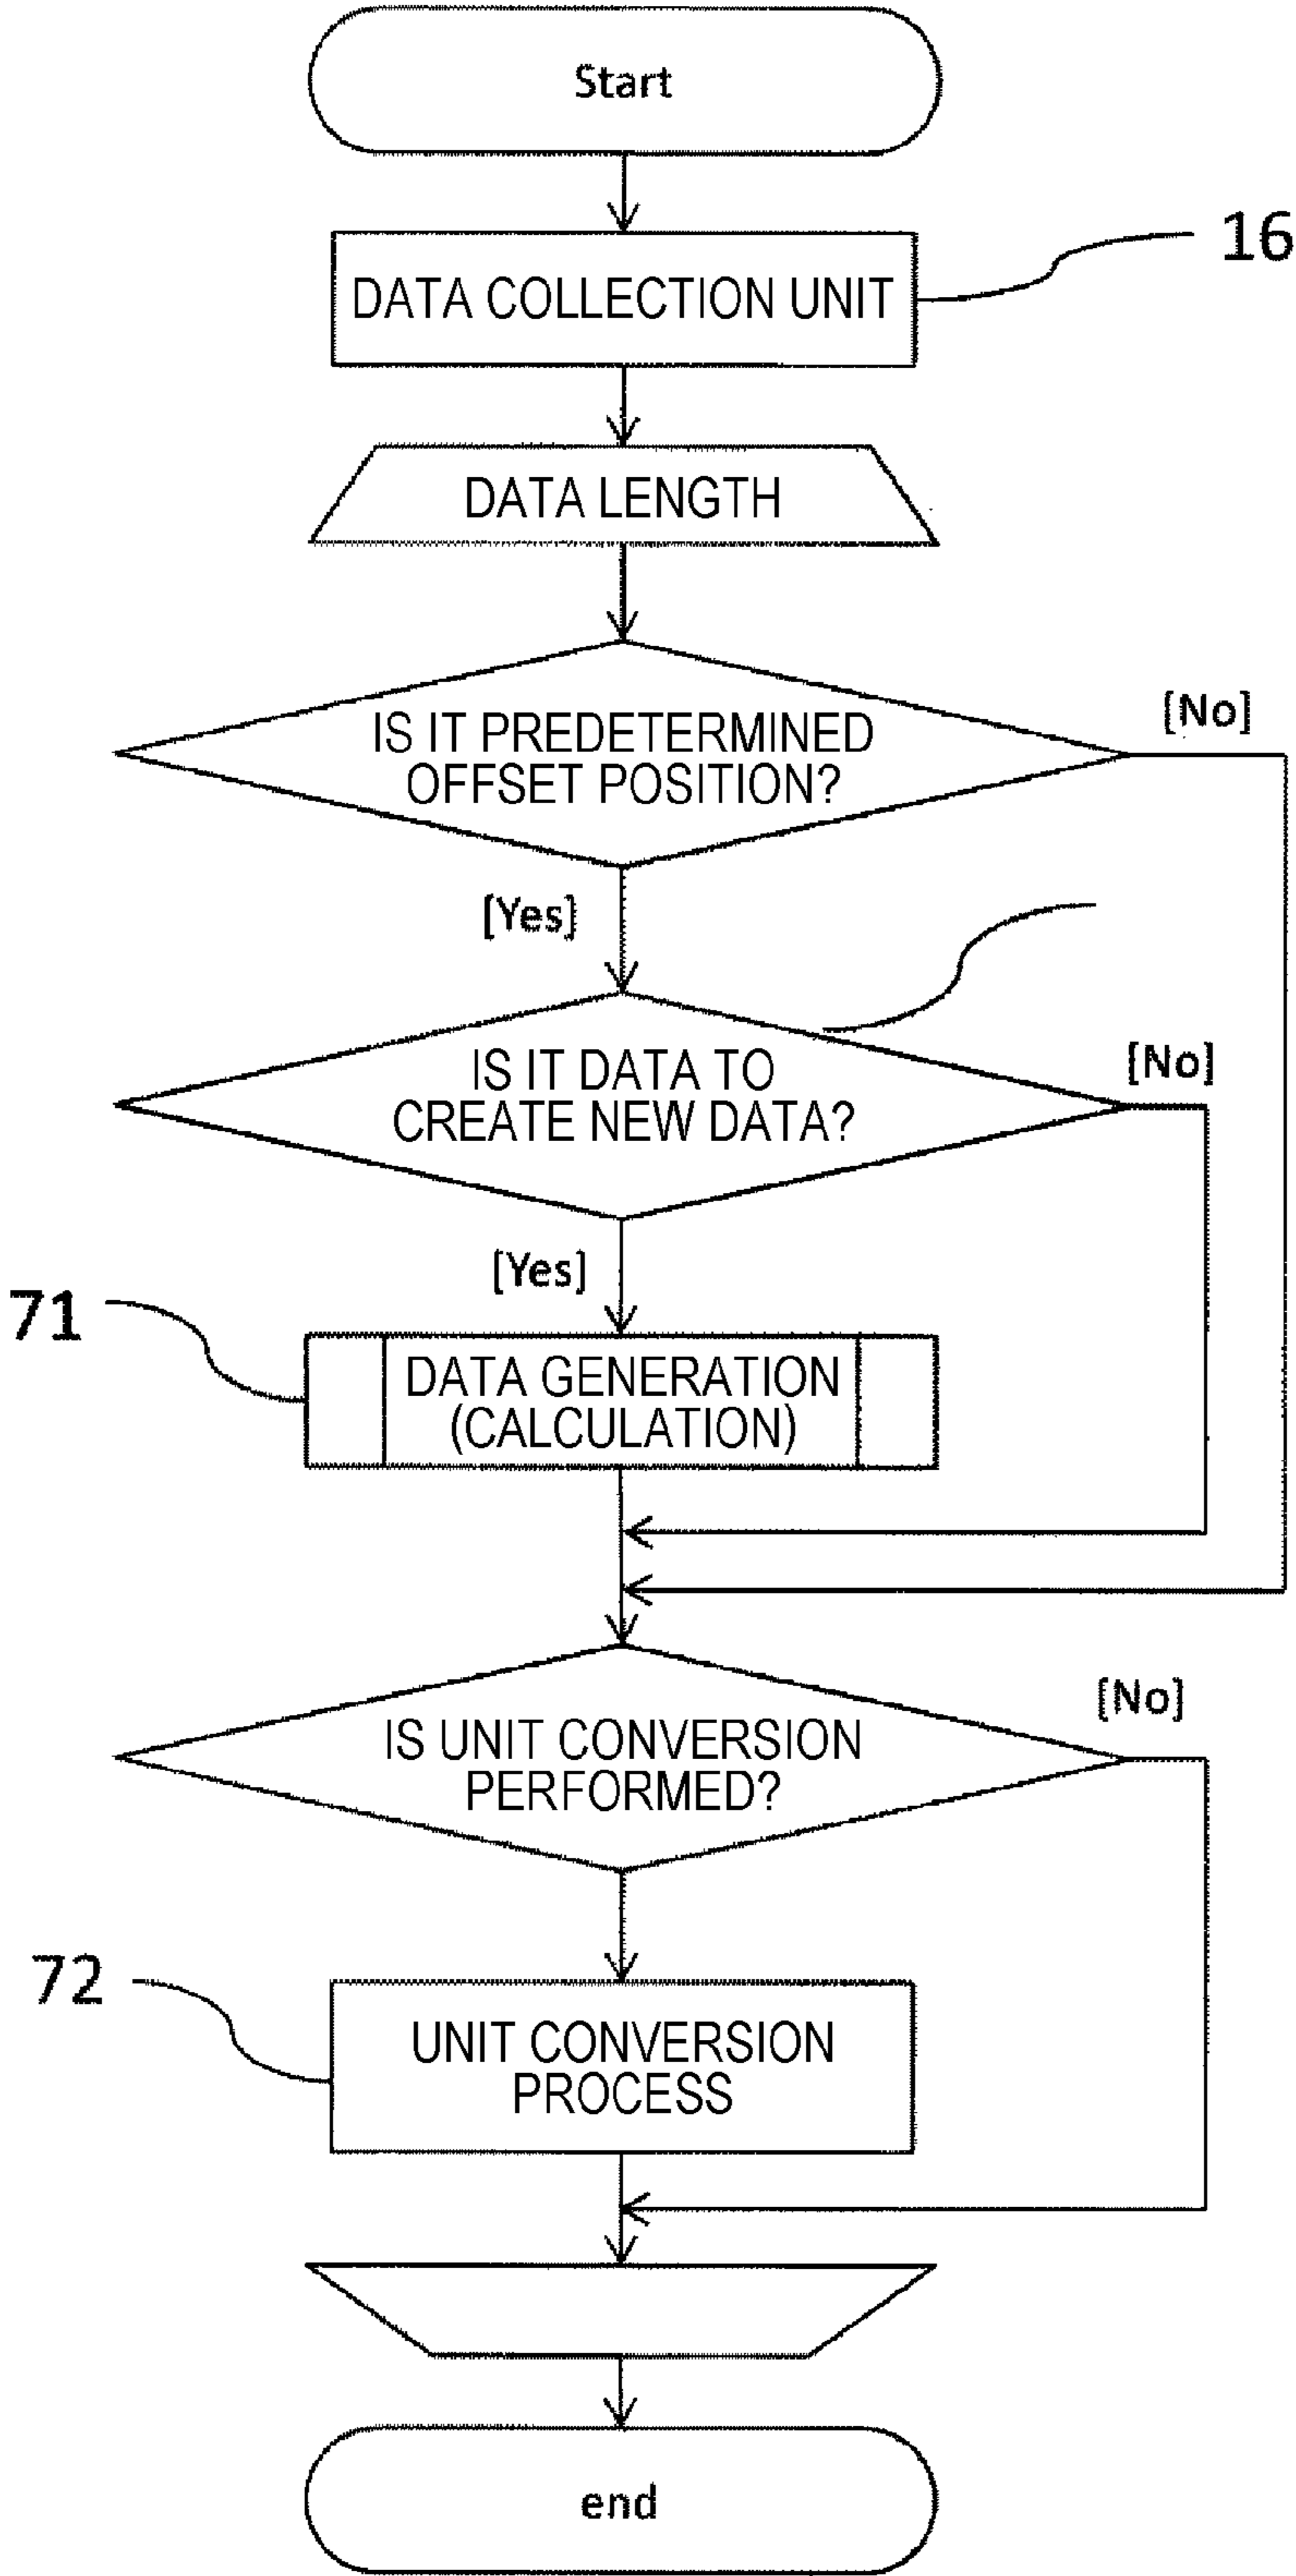 Start
16
DATA COLLECTION UNIT
DATA LENGTH
[No]
IS IT PREDETERMINED
OFFSET POSITION?
[Yes]
[No]
IS IT DATA TO
CREATE NEW DATA?
[Yes]
71
DATA GENERATION
(CALCULATION)
[No]
IS UNIT CONVERSION
PERFORMED?
72
UNIT CONVERSION
PROCESS
end